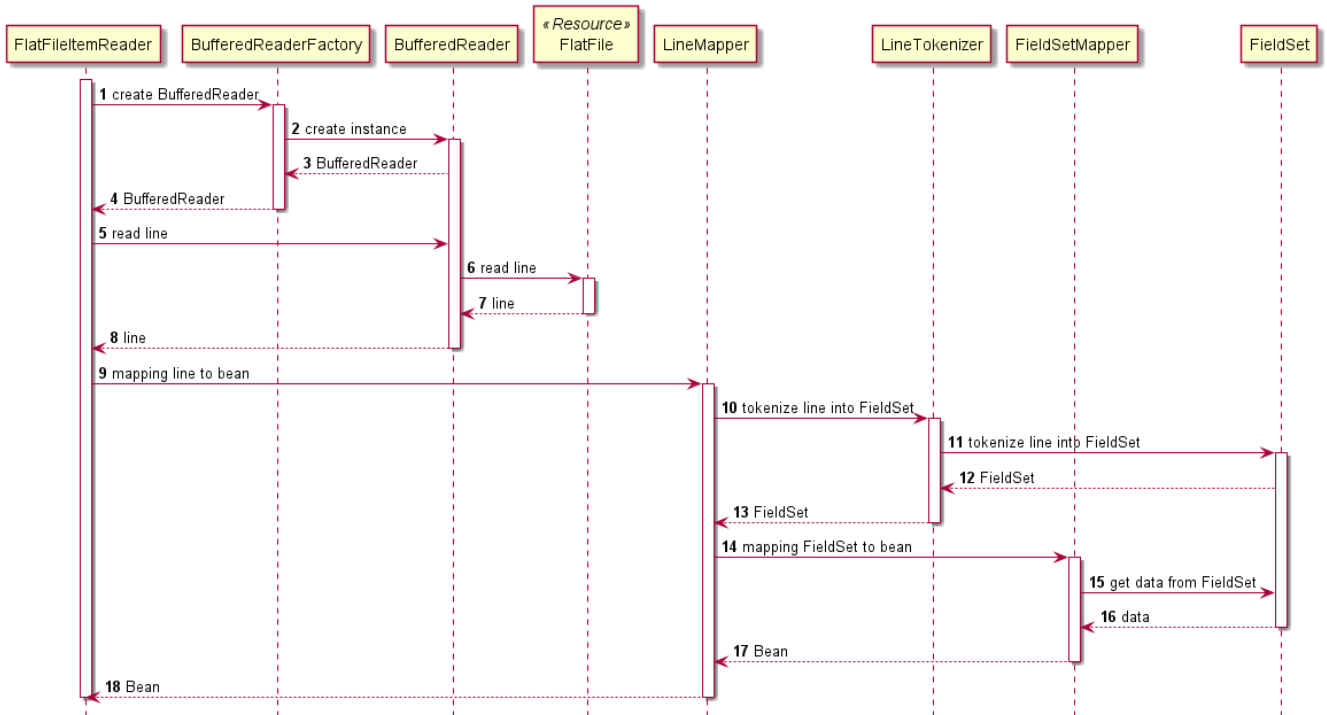 «Resource»
FlatFileItemReader BufferedReaderFactory BufferedReader FlatFile LineMapper LineTokenizer FieldSetMapper FieldSet
1 create BufferedReader
2 create instance
3 BufferedReader
4 BufferedReader
5 read line
6 read line
7 line
8 line
9 mapping line to bean
10 tokenize line into FieldSet
11 tokenize line into FieldSet
12 FieldSet
13 FieldSet
14 mapping FieldSet to bean
15 get data from FieldSet
16 data
17 Bean
18 Bean